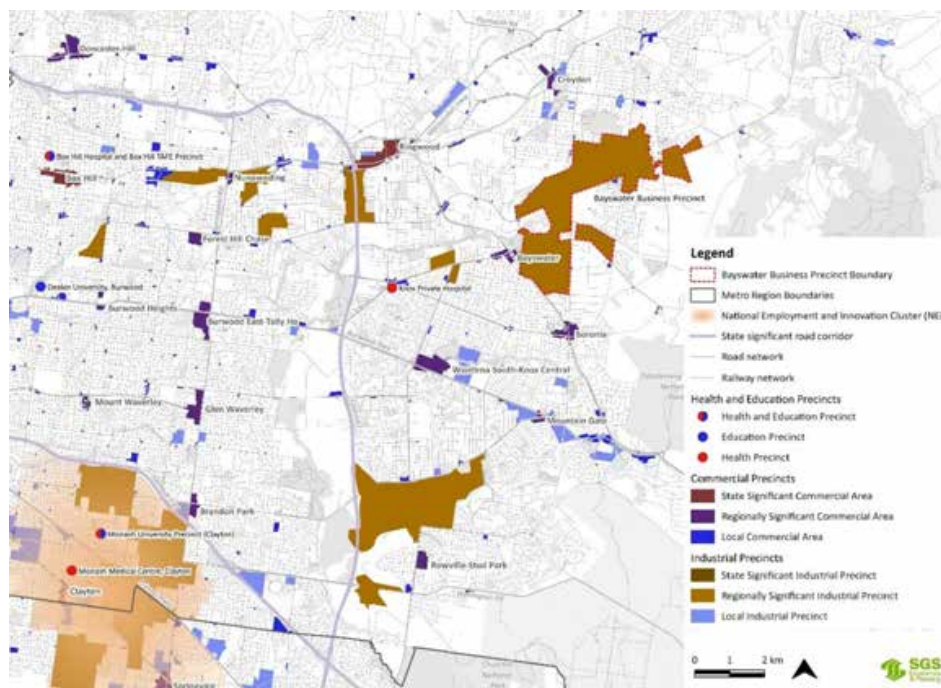 Doncaster Hill
Croydon
Ringwood
Box Hill Hospital and Box Hill TAFE Precinct
Box Hill
Nunawading
Bayswater Business Precinct
Forest Hill Chase
Bayswater
Deakin University, Burwood
Knox Private Hospital
Burwood Heights
Burwood East-Tally Ho
Boronia
Wantirna South-Knox Central
Mount Waverley
Glen Waverley
Mountain Gate
Brandon Park
Monash University Precinct (Clayton)
Rowville-Stud Park
Monash Medical Centre, Clayton
Clayton
Springvale
Legend
Bayswater Business Precinct Boundary
Metro Region Boundaries
National Employment and Innovation Cluster (NEI
State significant road corridor
Road network
Railway network
Health and Education Precincts
Health and Education Precinct
Education Precinct
Health Precinct
Commercial Precincts
State Significant Commercial Area
Regionally Significant Commercial Area
Local Commercial Area
Industrial Precincts
State Significant Industrial Precinct
Regionally Significant Industrial Precinct
Local Industrial Precinct
0 1 2 km
SGS
Economics
& Planning